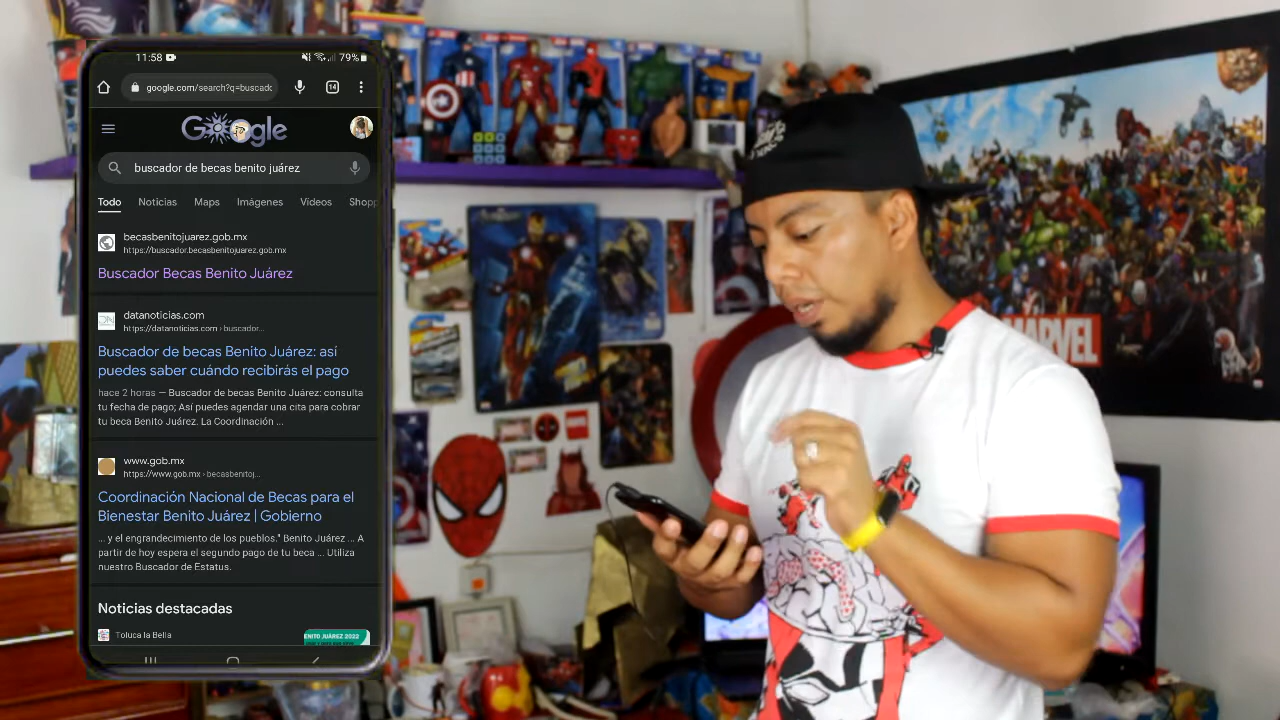 11:58
79%
google.com/search?q=buscado
14
Google
buscador de becas benito juárez
Todo Noticias Maps Imágenes Vídeos Shopp
becasbenitojuarez.gob.mx
https://buscador.becasbenitojuarez.gob.mx
Buscador Becas Benito Juárez
datanoticias.com
https://datanoticias.com › buscador...
Buscador de becas Benito Juárez: así
puedes saber cuándo recibirás el pago
hace 2 horas — Buscador de becas Benito Juárez: consulta
tu fecha de pago; Así puedes agendar una cita para cobrar
tu beca Benito Juárez. La Coordinación ...
www.gob.mx
https://www.gob.mx › becasbenitoj...
Coordinación Nacional de Becas para el
Bienestar Benito Juárez | Gobierno
... y el engrandecimiento de los pueblos." Benito Juárez ... A
partir de hoy espera el segundo pago de tu beca ... Utiliza
nuestro Buscador de Estatus.
Noticias destacadas
Toluca la Bella
ENITO JUÁREZ 2022
MARVEL